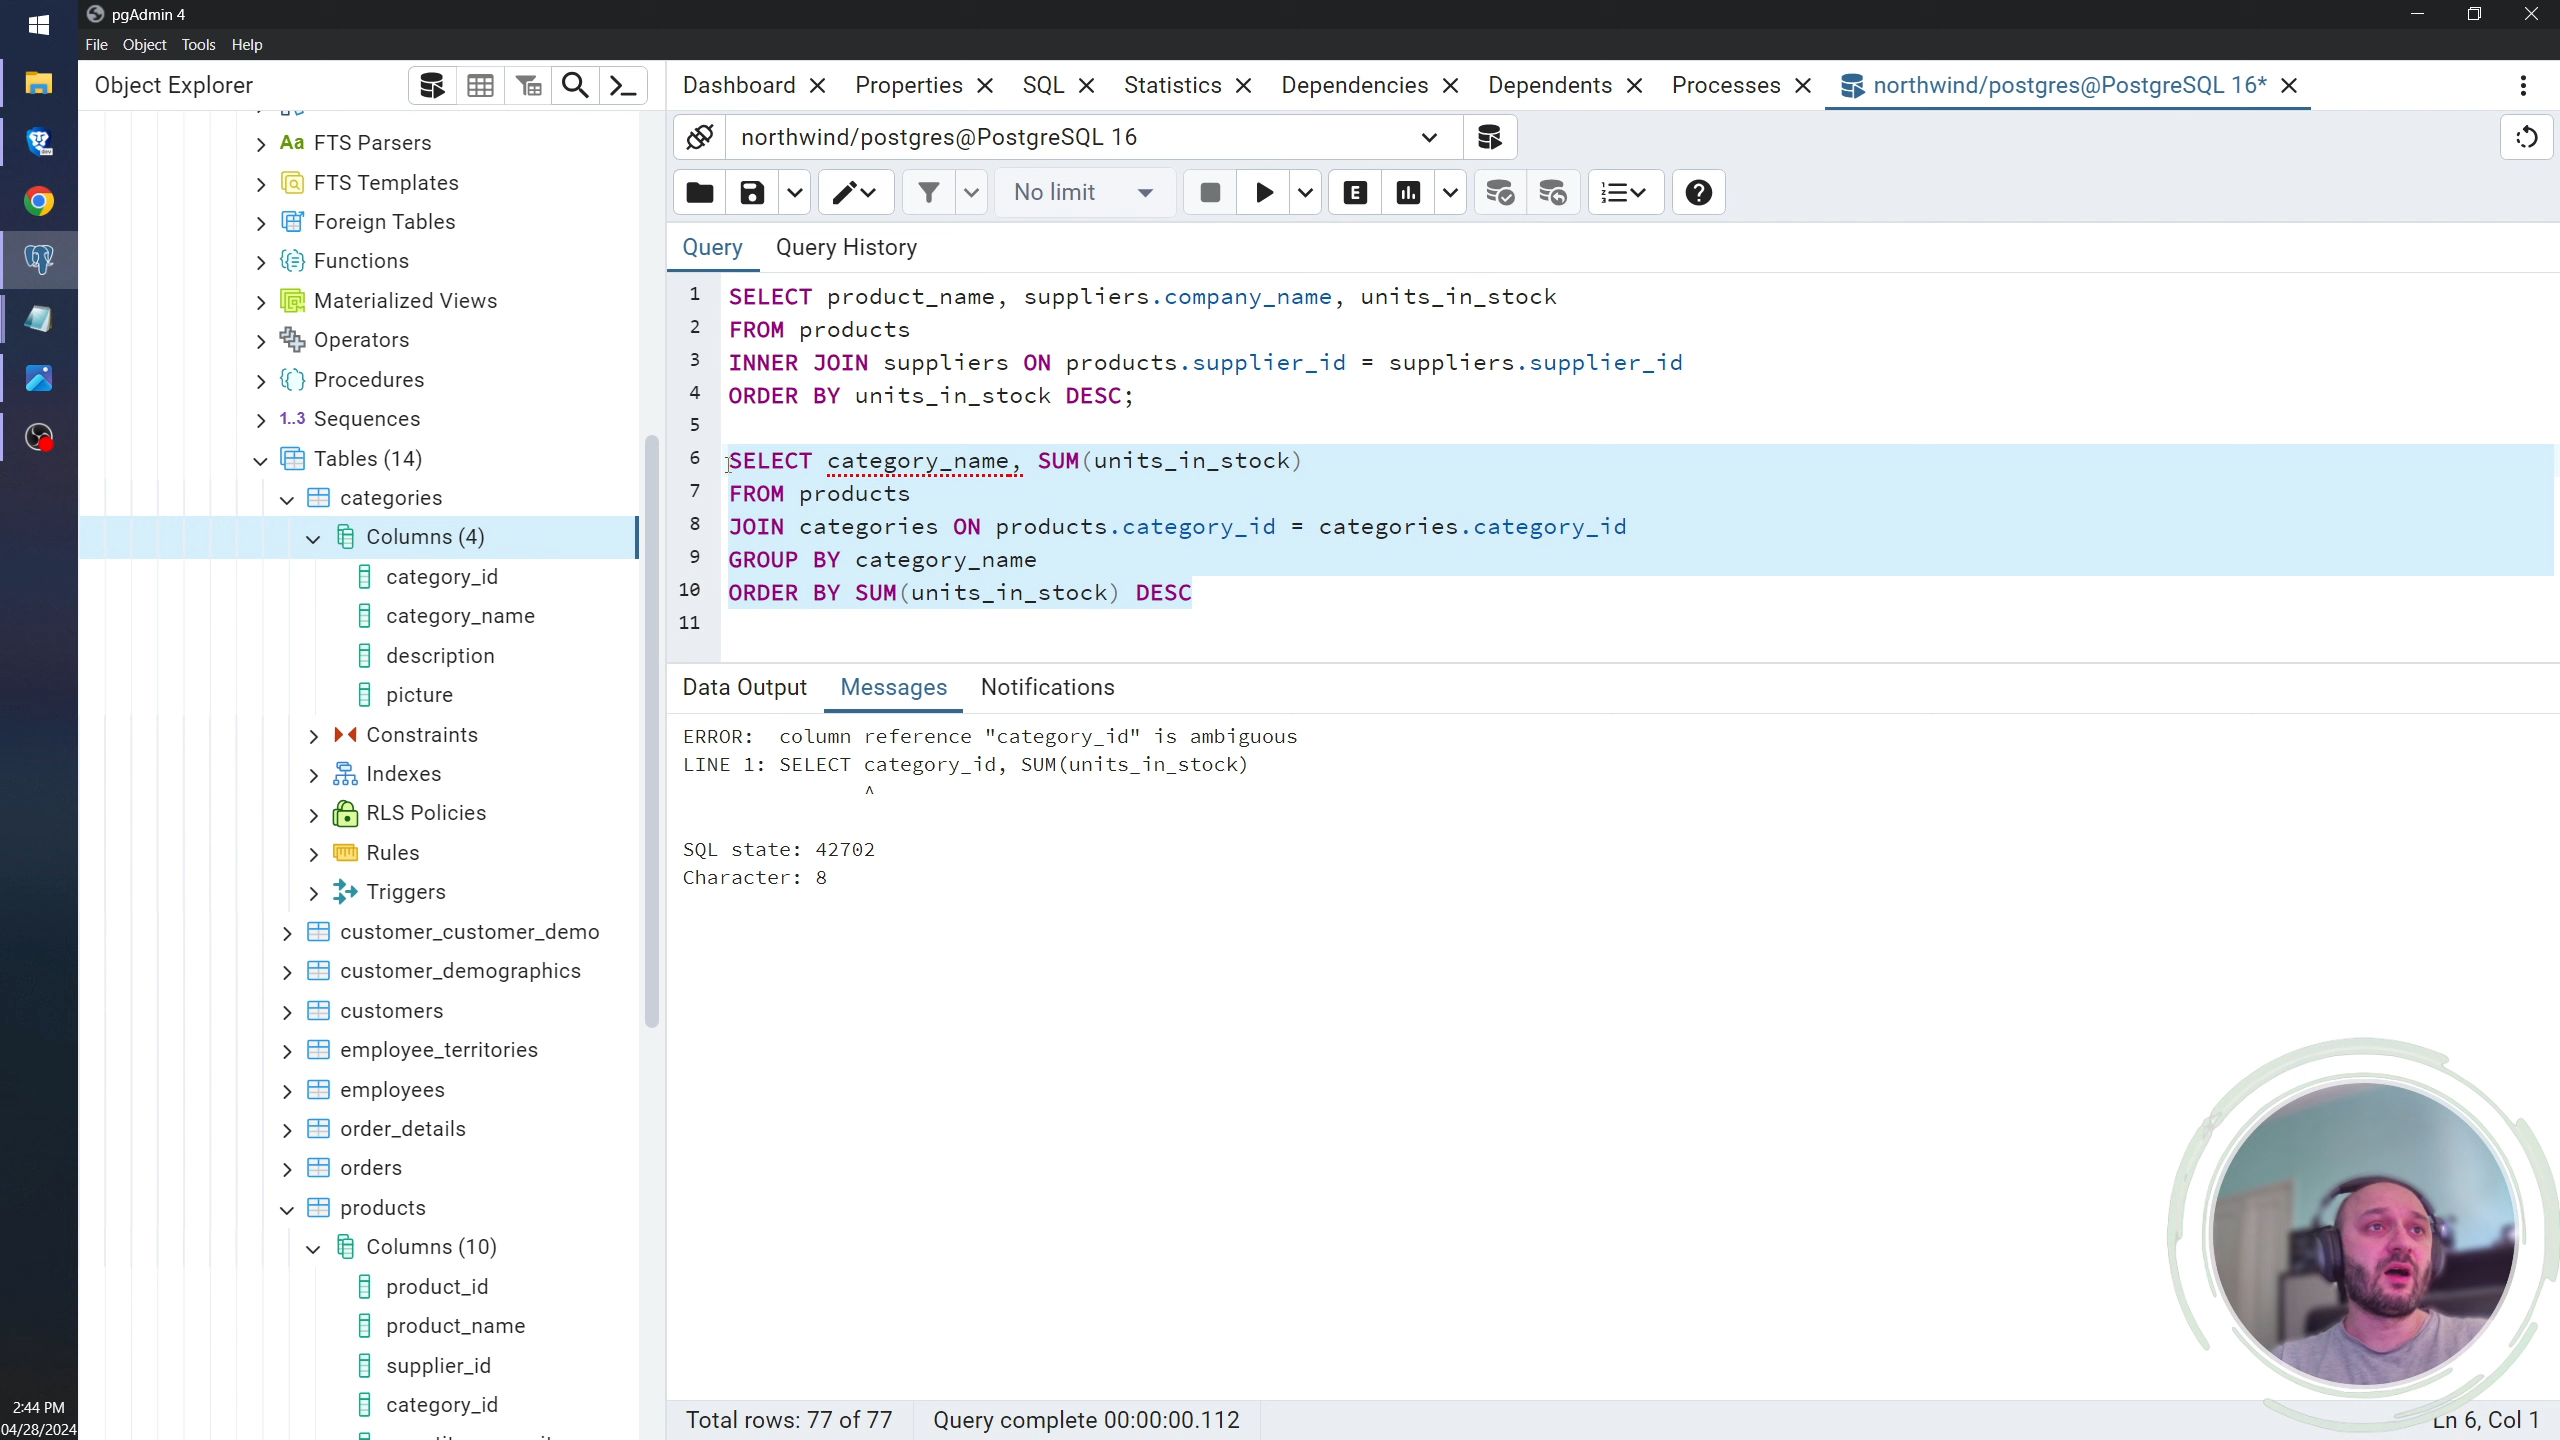 pgAdmin 4
File Object Tools Help
Object Explorer
Dashboard Properties SQL Statistics Dependencies Dependents Processes northwind/postgres@PostgreSQL 16*
northwind/postgres@PostgreSQL 16
No limit
E
Query Query History
1 SELECT product_name, suppliers.company_name, units_in_stock
2 FROM products
3 INNER JOIN suppliers ON products.supplier_id = suppliers.supplier_id
4 ORDER BY units_in_stock DESC;
5
6 SELECT category_name, SUM(units_in_stock)
7 FROM products
8 JOIN categories ON products.category_id = categories.category_id
9 GROUP BY category_name
10 ORDER BY SUM(units_in_stock) DESC
11
Data Output Messages Notifications
ERROR: column reference "category_id" is ambiguous
LINE 1: SELECT category_id, SUM(units_in_stock)
^
SQL state: 42702
Character: 8
Total rows: 77 of 77 Query complete 00:00:00.112
Ln 6, Col 1
Aa FTS Parsers
FTS Templates
Foreign Tables
Functions
Materialized Views
Operators
Procedures
1..3 Sequences
Tables (14)
categories
Columns (4)
category_id
category_name
description
picture
Constraints
Indexes
RLS Policies
Rules
Triggers
customer_customer_demo
customer_demographics
customers
employee_territories
employees
order_details
orders
products
Columns (10)
product_id
product_name
supplier_id
category_id
2:44 PM
04/28/2024